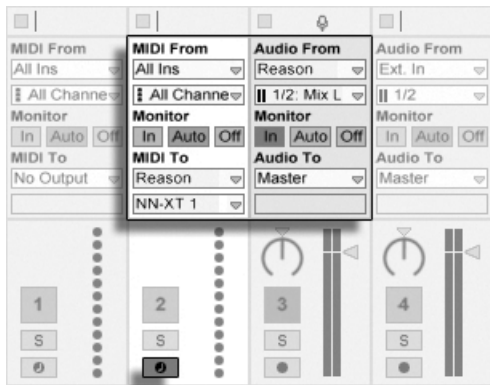 MIDI From
All Ins
All Channe
Monitor
In Auto Off
MIDI To
No Output
1
S
MIDI From
All Ins
All Channe
Monitor
In Auto Off
MIDI To
Reason
NN-XT 1
2
S
Audio From
Reason
1/2: Mix L
Monitor
In Auto Off
Audio To
Master
3
S
Audio From
Ext. In
1/2
Monitor
In Auto Off
Audio To
Master
4
S